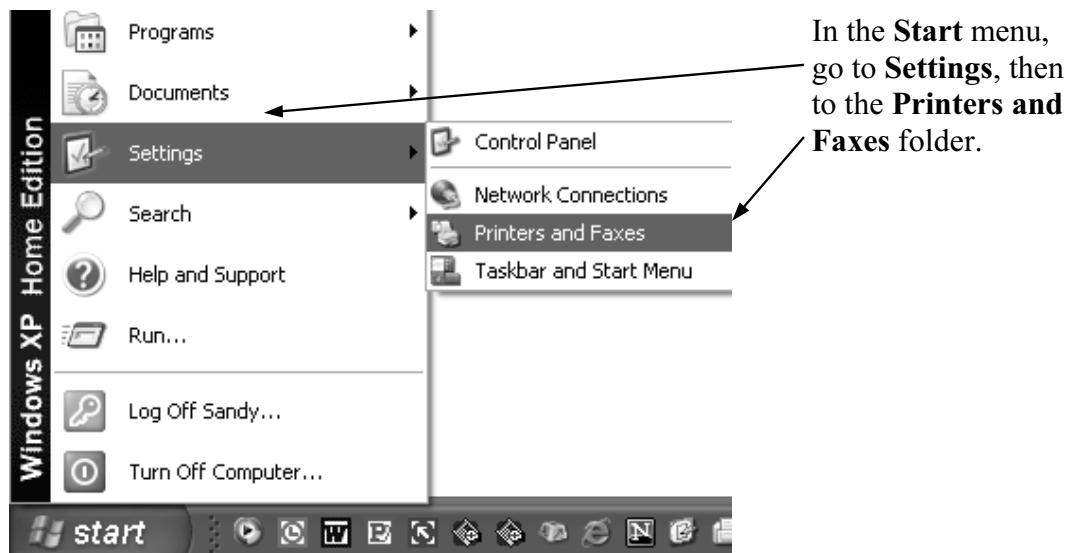 Programs
Documents
Settings
Search
Help and Support
Run...
Log Off Sandy...
Turn Off Computer...
Windows XP Home Edition
Control Panel
Network Connections
Printers and Faxes
Taskbar and Start Menu
start
W
N
In the Start menu,
go to Settings, then
to the Printers and
Faxes folder.